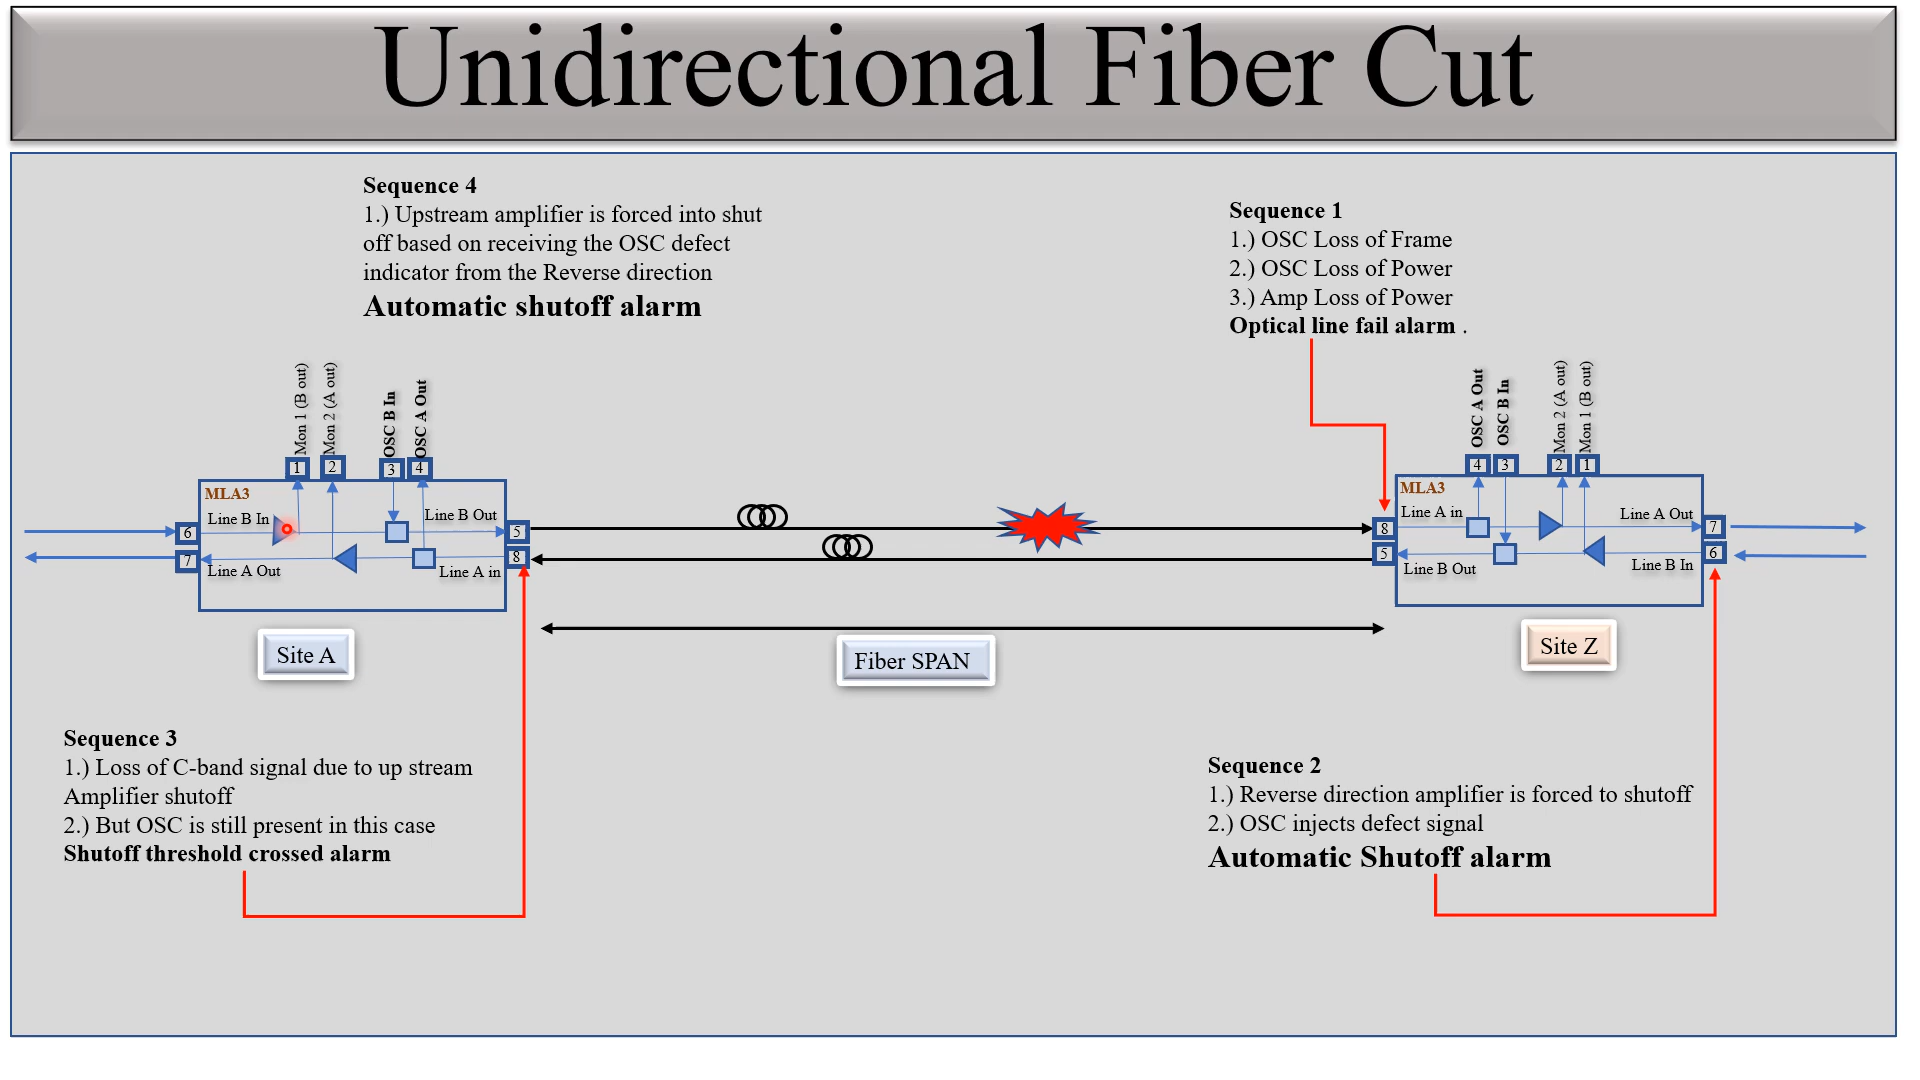 Unidirectional Fiber Cut
Sequence 4
1.) Upstream amplifier is forced into shut
off based on receiving the OSC defect
indicator from the Reverse direction
Automatic shutoff alarm
Sequence 1
1.) OSC Loss of Frame
2.) OSC Loss of Power
3.) Amp Loss of Power
Optical line fail alarm .
Mon 1 (B out)
Mon 2 (A out)
OSC B In
OSC A Out
1
2
3
4
MLA3
Line B In
Line B Out
6
5
7
8
Line A Out
Line A in
Site A
Fiber SPAN
OSC A Out
OSC B In
Mon 2 (A out)
Mon 1 (B out)
4
3
2
1
MLA3
Line A in
Line A Out
8
7
5
6
Line B Out
Line B In
Site Z
Sequence 3
1.) Loss of C-band signal due to up stream
Amplifier shutoff
2.) But OSC is still present in this case
Shutoff threshold crossed alarm
Sequence 2
1.) Reverse direction amplifier is forced to shutoff
2.) OSC injects defect signal
Automatic Shutoff alarm